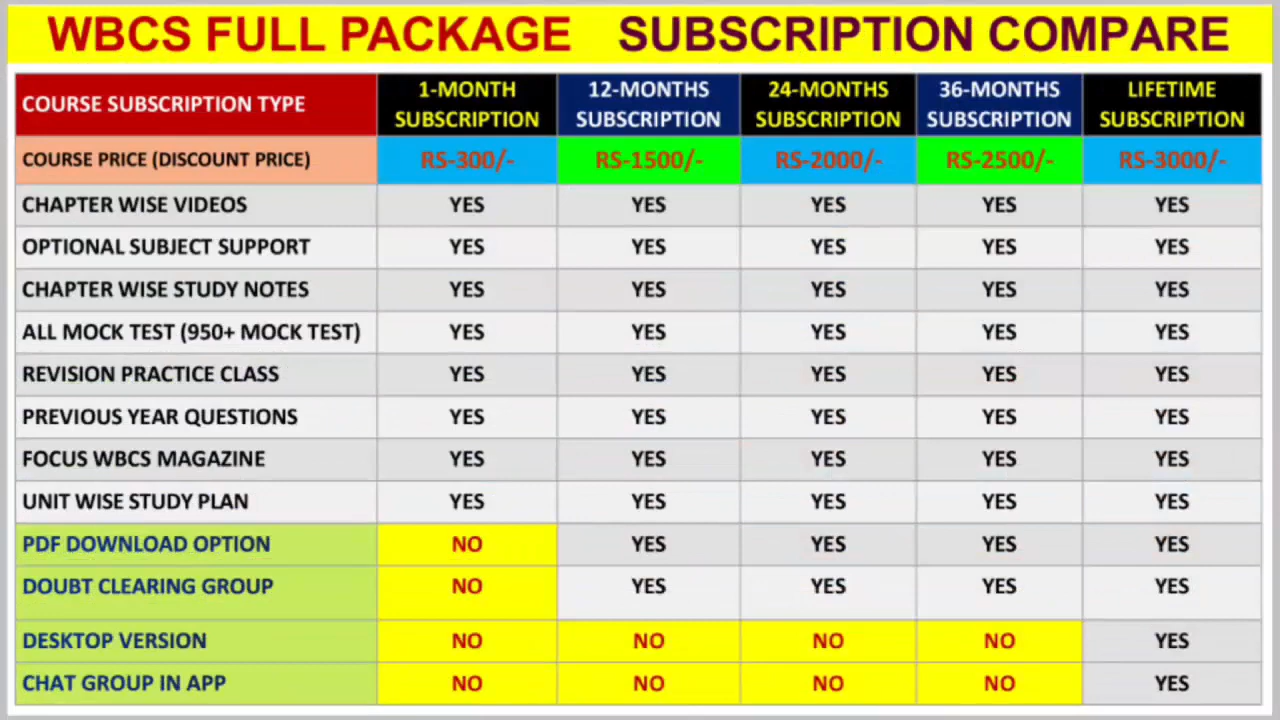 WBCS FULL PACKAGE SUBSCRIPTION COMPARE
COURSE SUBSCRIPTION TYPE 1-MONTH SUBSCRIPTION 12-MONTHS SUBSCRIPTION 24-MONTHS SUBSCRIPTION 36-MONTHS SUBSCRIPTION LIFETIME SUBSCRIPTION
COURSE PRICE (DISCOUNT PRICE) RS-300/- RS-1500/- RS-2000/- RS-2500/- RS-3000/-
CHAPTER WISE VIDEOS YES YES YES YES YES
OPTIONAL SUBJECT SUPPORT YES YES YES YES YES
CHAPTER WISE STUDY NOTES YES YES YES YES YES
ALL MOCK TEST (950+ MOCK TEST) YES YES YES YES YES
REVISION PRACTICE CLASS YES YES YES YES YES
PREVIOUS YEAR QUESTIONS YES YES YES YES YES
FOCUS WBCS MAGAZINE YES YES YES YES YES
UNIT WISE STUDY PLAN YES YES YES YES YES
PDF DOWNLOAD OPTION NO YES YES YES YES
DOUBT CLEARING GROUP NO YES YES YES YES
DESKTOP VERSION NO NO NO NO YES
CHAT GROUP IN APP NO NO NO NO YES